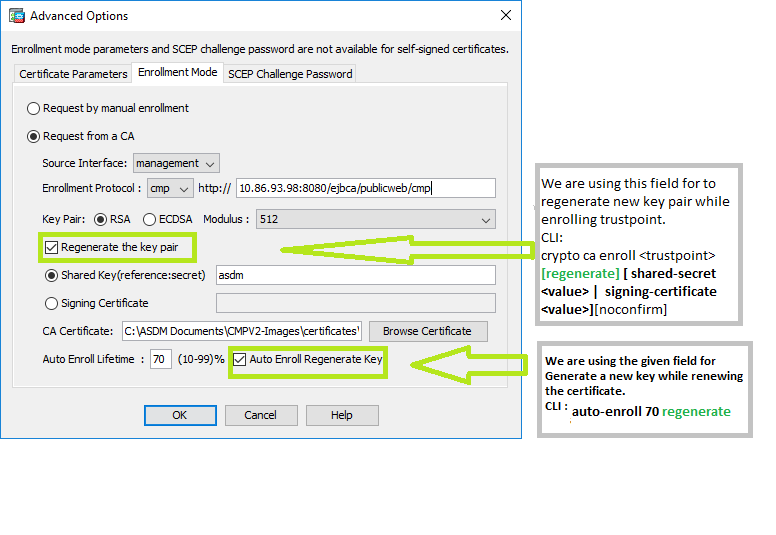 Advanced Options
Enrollment mode parameters and SCEP challenge password are not available for self-signed certificates.
Certificate Parameters Enrollment Mode SCEP Challenge Password
Request by manual enrollment
Request from a CA
Source Interface: management
Enrollment Protocol : cmp http:// 10.86.93.98:8080/ejbca/publicweb/cmp
Key Pair: RSA ECDSA Modulus : 512
Regenerate the key pair
Shared Key(reference:secret) asdm
Signing Certificate
CA Certificate: C:\ASDM Documents\CMPV2-Images\certificates\ Browse Certificate
Auto Enroll Lifetime : 70 (10-99)% Auto Enroll Regenerate Key
OK Cancel Help
We are using this field for to
regenerate new key pair while
enrolling trustpoint.
CLI:
crypto ca enroll <trustpoint>
[regenerate] [ shared-secret
<value> | signing-certificate
<value>][noconfirm]
We are using the given field for
Generate a new key while renewing
the certificate.
CLI : auto-enroll 70 regenerate